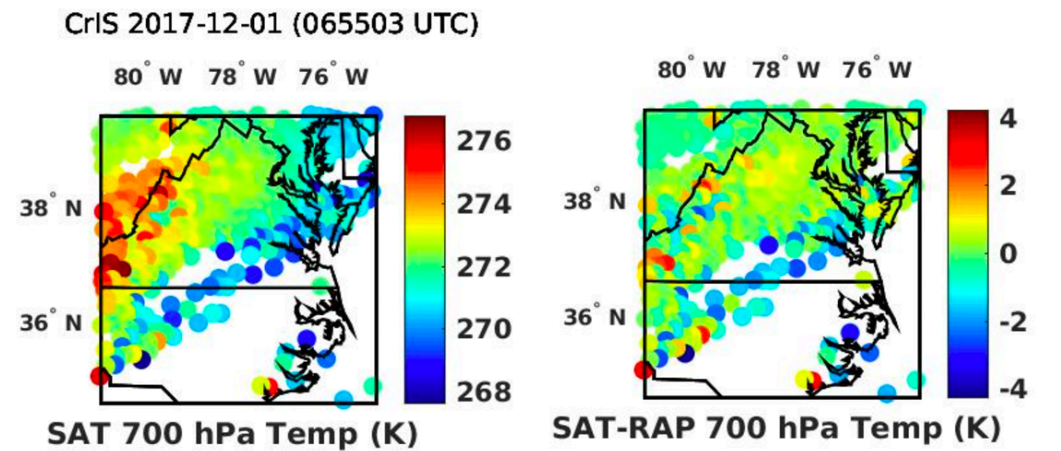 CrIS 2017-12-01 (065503 UTC)
80° W 78° W 76° W
276
38° N
274
272
36° N
270
268
SAT 700 hPa Temp (K)
80° W 78° W 76° W
4
2
38° N
0
36° N
-2
-4
SAT-RAP 700 hPa Temp (K)